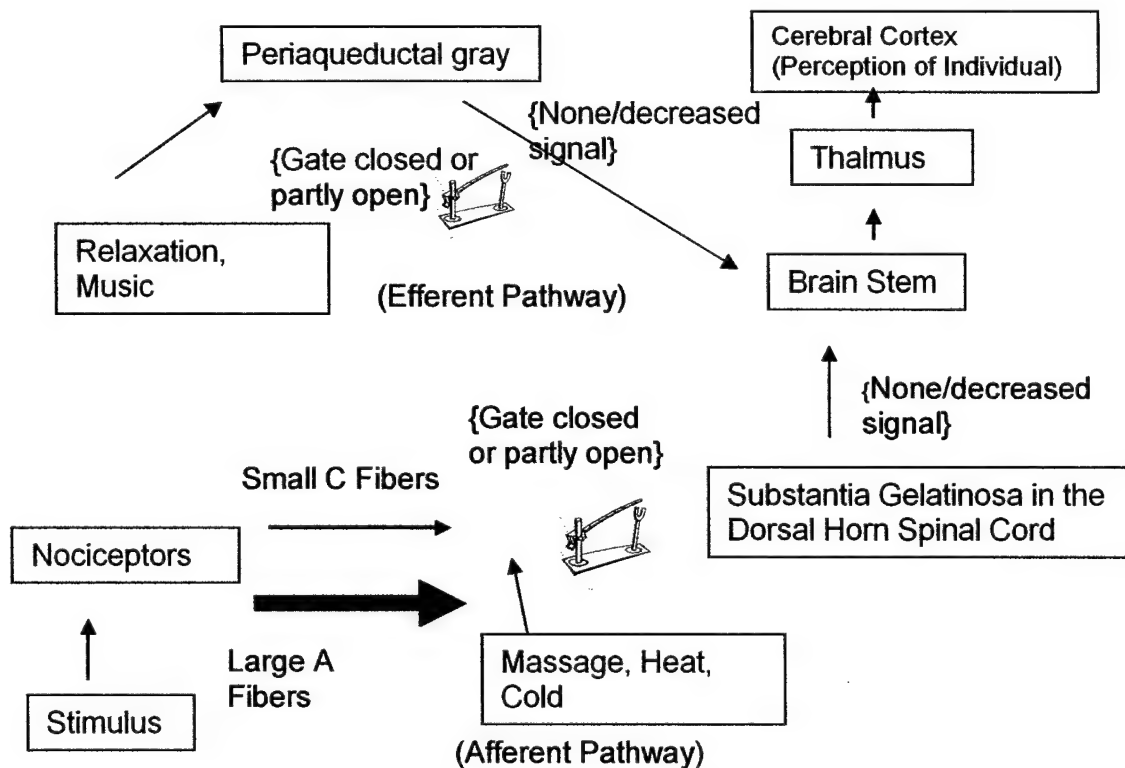 Periaqueductal gray
Cerebral Cortex
(Perception of Individual)
{None/decreased
signal}
Thalmus
{Gate closed or
partly open}
Relaxation,
Music
(Efferent Pathway)
Brain Stem
{None/decreased
signal}
{Gate closed
or partly open}
Small C Fibers
Substantia Gelatinosa in the
Dorsal Horn Spinal Cord
Nociceptors
Large A
Fibers
Massage, Heat,
Cold
Stimulus
(Afferent Pathway)